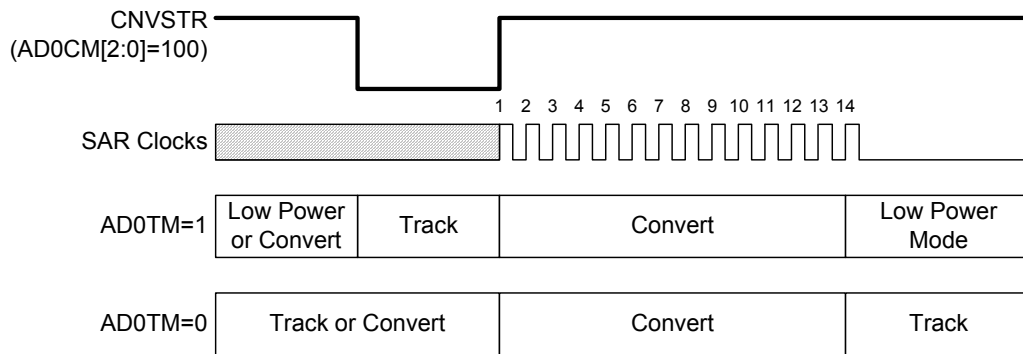 CNVSTR
(AD0CM[2:0]=100)
1 2 3 4 5 6 7 8 9 10 11 12 13 14
SAR Clocks
AD0TM=1
Low Power
or Convert
Track
Convert
Low Power
Mode
AD0TM=0
Track or Convert
Convert
Track